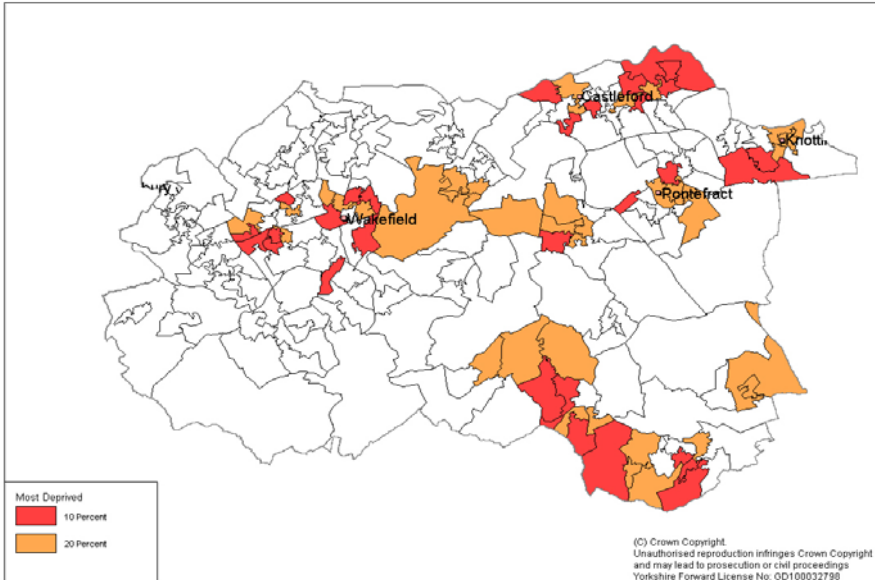 Castleford
Knotti
Pontefract
Wakefield
Most Deprived
10 Percent
20 Percent
(C) Crown Copyright.
Unauthorised reproduction infringes Crown Copyright
and may lead to prosecution or civil proceedings
Yorkshire Forward License No: GD100032798